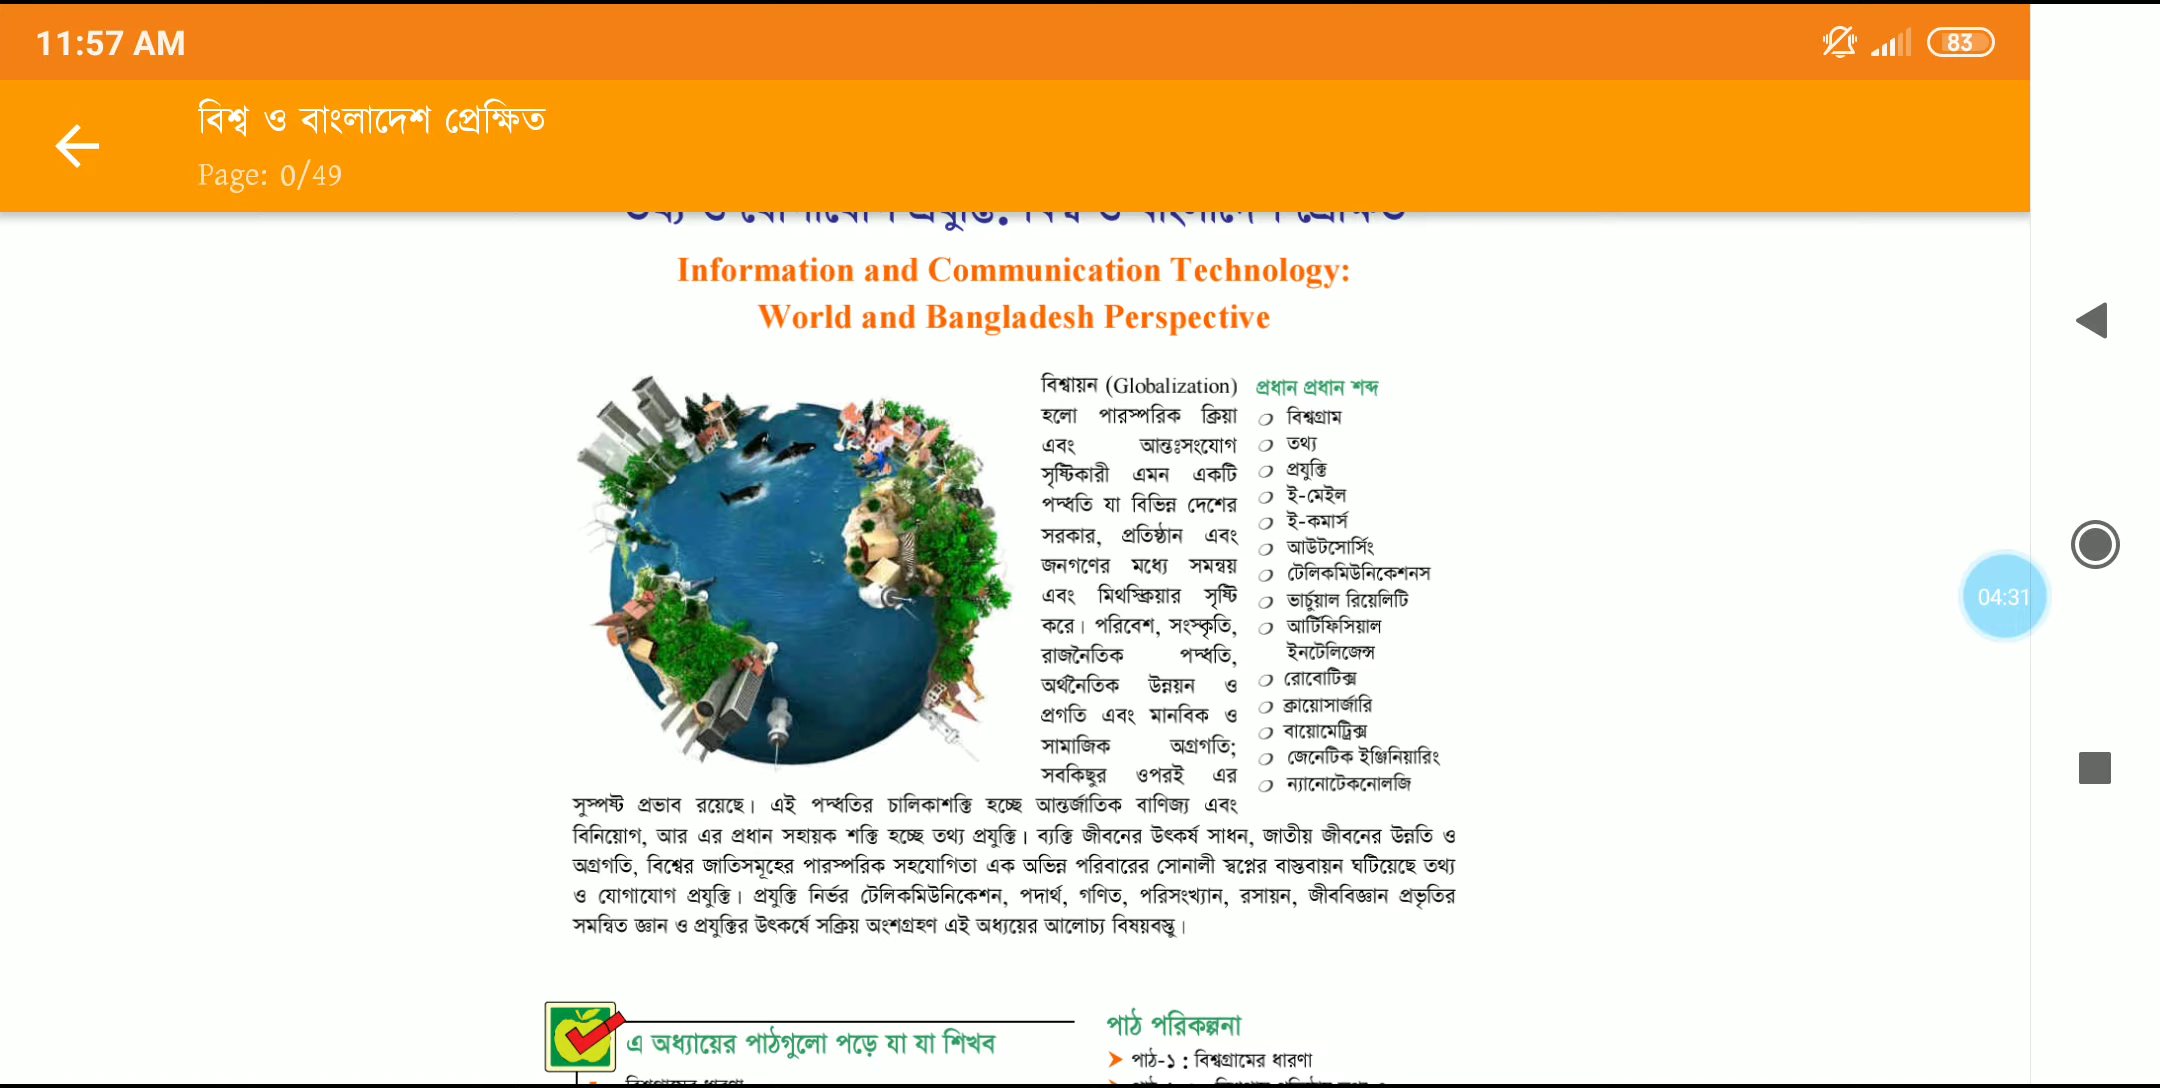 11:57 AM
83
বিশ্ব ও বাংলাদেশ প্রেক্ষিত
Page: 0/49
তথ্য ও যোগাযোগ প্রযুক্তি: বিশ্ব ও বাংলাদেশ প্রেক্ষিত
Information and Communication Technology:
World and Bangladesh Perspective
বিশ্বায়ন (Globalization)
হলো পারস্পরিক ক্রিয়া
এবং আন্তঃসংযোগ
সৃষ্টিকারী এমন একটি
পদ্ধতি যা বিভিন্ন দেশের
সরকার, প্রতিষ্ঠান এবং
জনগণের মধ্যে সমন্বয়
এবং মিথস্ক্রিয়ার সৃষ্টি
করে। পরিবেশ, সংস্কৃতি,
রাজনৈতিক পদ্ধতি,
অর্থনৈতিক উন্নয়ন ও
প্রগতি এবং মানবিক ও
সামাজিক অগ্রগতি;
সবকিছুর ওপরই এর
সুস্পষ্ট প্রভাব রয়েছে। এই পদ্ধতির চালিকাশক্তি হচ্ছে আন্তর্জাতিক বাণিজ্য এবং
বিনিয়োগ, আর এর প্রধান সহায়ক শক্তি হচ্ছে তথ্য প্রযুক্তি। ব্যক্তি জীবনের উৎকর্ষ সাধন, জাতীয় জীবনের উন্নতি ও
অগ্রগতি, বিশ্বের জাতিসমূহের পারস্পরিক সহযোগিতা এক অভিন্ন পরিবারের সোনালী স্বপ্নের বাস্তবায়ন ঘটিয়েছে তথ্য
ও যোগাযোগ প্রযুক্তি। প্রযুক্তি নির্ভর টেলিকমিউনিকেশন, পদার্থ, গণিত, পরিসংখ্যান, রসায়ন, জীববিজ্ঞান প্রভৃতির
সমন্বিত জ্ঞান ও প্রযুক্তির উৎকর্ষে সক্রিয় অংশগ্রহণ এই অধ্যয়ের আলোচ্য বিষয়বস্তু।
প্রধান প্রধান শব্দ
বিশ্বগ্রাম
তথ্য
প্রযুক্তি
ই-মেইল
ই-কমার্স
আউটসোর্সিং
টেলিকমিউনিকেশনস
ভার্চুয়াল রিয়েলিটি
আর্টিফিসিয়াল
ইনটেলিজেন্স
রোবোটিক্স
ক্রায়োসার্জারি
বায়োমেট্রিক্স
জেনেটিক ইঞ্জিনিয়ারিং
ন্যানোটেকনোলজি
04:31
এ অধ্যায়ের পাঠগুলো পড়ে যা যা শিখব
বিশ্বগ্রামের ধারণা
পাঠ পরিকল্পনা
পাঠ-১ : বিশ্বগ্রামের ধারণা